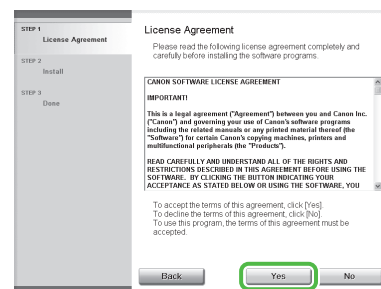 STEP 1
License Agreement
STEP 2
Install
STEP 3
Done
License Agreement
Please read the following license agreement completely and
carefully before installing the software programs.
CANON SOFTWARE LICENSE AGREEMENT
IMPORTANT!
This is a legal agreement ("Agreement") between you and Canon Inc.
("Canon") and governing your use of Canon's software programs
including the related manuals or any printed material thereof (the
"Software") for certain Canon's copying machines, printers and
multifunctional peripherals (the "Products").
READ CAREFULLY AND UNDERSTAND ALL OF THE RIGHTS AND
RESTRICTIONS DESCRIBED IN THIS AGREEMENT BEFORE USING THE
SOFTWARE. BY CLICKING THE BUTTON INDICATING YOUR
ACCEPTANCE AS STATED BELOW OR USING THE SOFTWARE, YOU
To accept the terms of this agreement, click [Yes].
To decline the terms of this agreement, click [No].
To use this program, the terms of this agreement must be
accepted.
Back
Yes
No